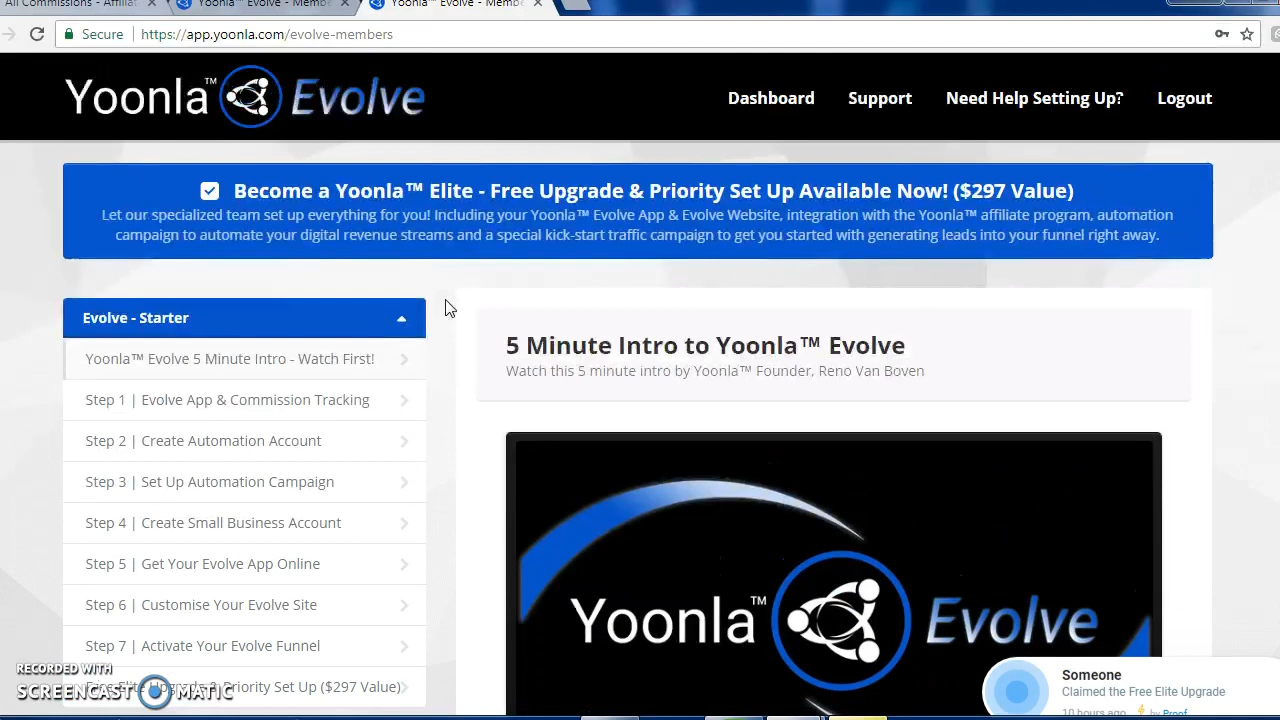 All Commissions - Affiliat
Yoonla™ Evolve - Membe
Yoonla™ Evolve - Membe
Secure
https://app.yoonla.com/evolve-members
Yoonla™ Evolve
Dashboard Support Need Help Setting Up? Logout
Become a Yoonla™ Elite - Free Upgrade & Priority Set Up Available Now! ($297 Value)
Let our specialized team set up everything for you! Including your Yoonla™ Evolve App & Evolve Website, integration with the Yoonla™ affiliate program, automation
campaign to automate your digital revenue streams and a special kick-start traffic campaign to get you started with generating leads into your funnel right away.
Evolve - Starter
Yoonla™ Evolve 5 Minute Intro - Watch First!
Step 1 | Evolve App & Commission Tracking
Step 2 | Create Automation Account
Step 3 | Set Up Automation Campaign
Step 4 | Create Small Business Account
Step 5 | Get Your Evolve App Online
Step 6 | Customise Your Evolve Site
Step 7 | Activate Your Evolve Funnel
Priority Set Up ($297 Value)
5 Minute Intro to Yoonla™ Evolve
Watch this 5 minute intro by Yoonla™ Founder, Reno Van Boven
Yoonla™ Evolve
Someone
Claimed the Free Elite Upgrade
10 hours ago by Proof
RECORDED WITH
SCREENCAST MATIC